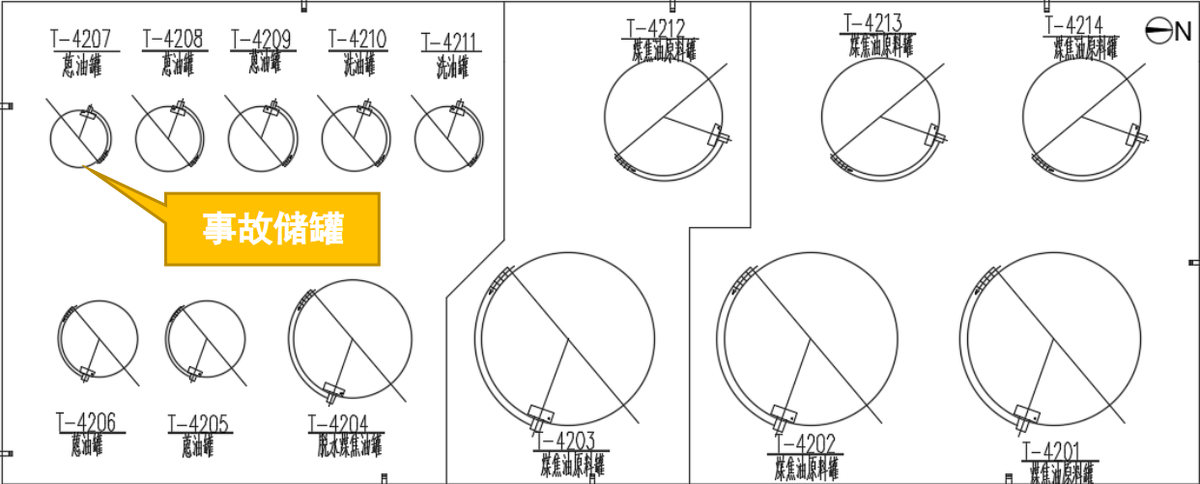 T-4207
蒽油罐
T-4208
蒽油罐
T-4209
蒽油罐
T-4210
洗油罐
T-4211
洗油罐
T-4212
煤焦油原料罐
T-4213
煤焦油原料罐
T-4214
煤焦油原料罐
N
事故储罐
T-4206
蒽油罐
T-4205
蒽油罐
T-4204
脱水煤焦油罐
T-4203
煤焦油原料罐
T-4202
煤焦油原料罐
T-4201
煤焦油原料罐